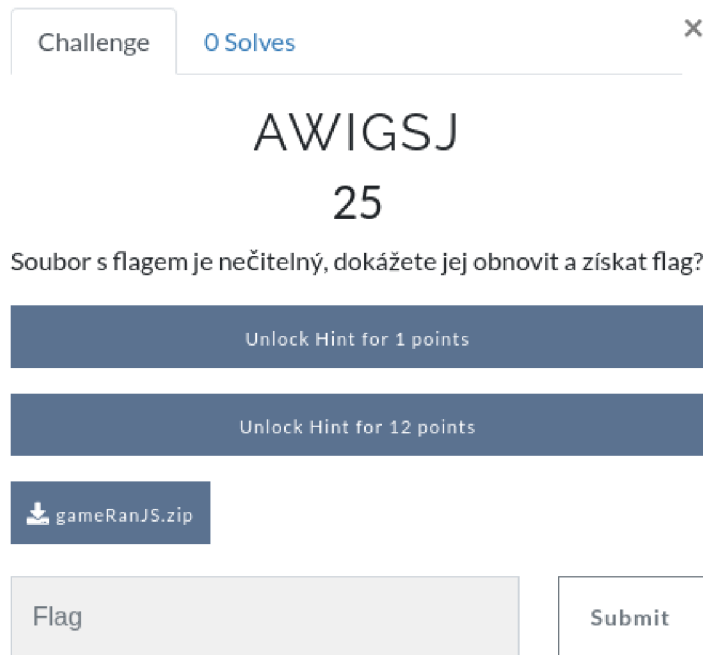 Challenge
0 Solves
×
AWIGSJ
25
Soubor s flagem je nečitelný, dokážete jej obnovit a získat flag?
Unlock Hint for 1 points
Unlock Hint for 12 points
gameRanJS.zip
Flag
Submit